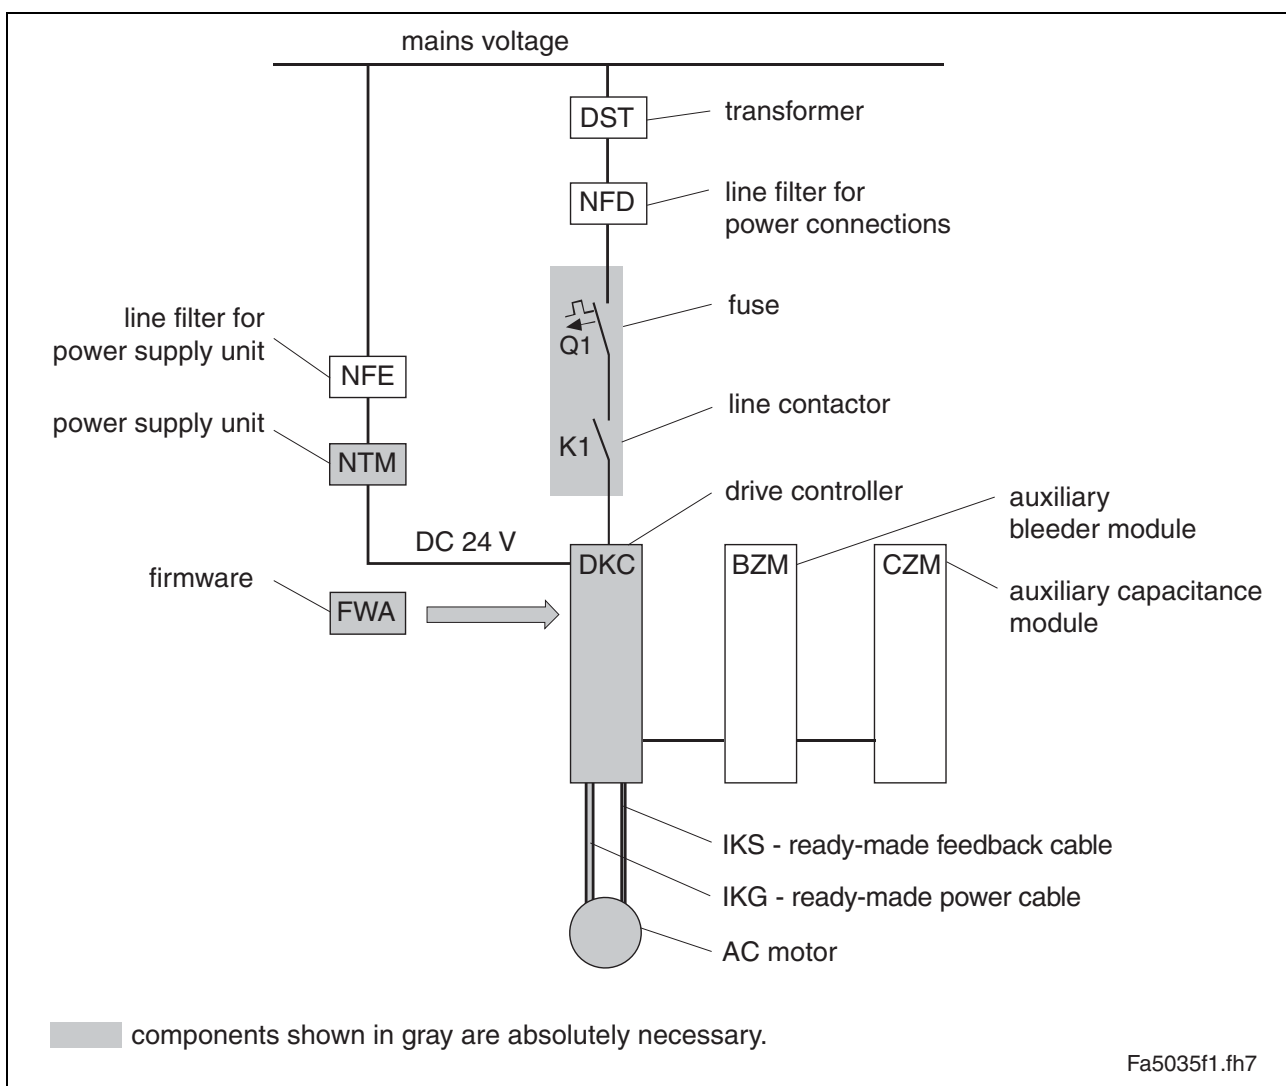 mains voltage
DST
transformer
NFD
line filter for
power connections
Q1
fuse
line filter for
power supply unit
NFE
line contactor
K1
power supply unit
NTM
drive controller
auxiliary
bleeder module
DC 24 V
DKC
BZM
CZM
firmware
FWA
auxiliary capacitance
module
IKS - ready-made feedback cable
IKG - ready-made power cable
AC motor
components shown in gray are absolutely necessary.
Fa5035f1.fh7